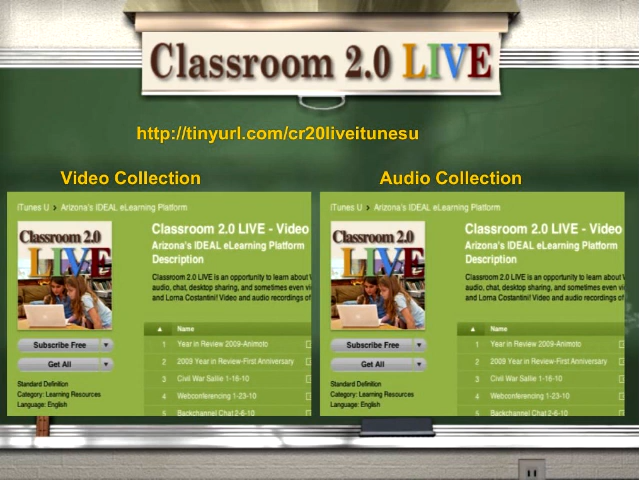 Classroom 2.0 LIVE
http://tinyurl.com/cr20liveitunesu
Video Collection
iTunes U > Arizona's IDEAL eLearning Platform
Classroom 2.0
LIVE
Classroom 2.0 LIVE - Video
Arizona's IDEAL eLearning Platform
Description
Classroom 2.0 LIVE is an opportunity to learn about
audio, chat, desktop sharing, and sometimes even
and Lorna Costantini! Video and audio recordings of
Subscribe Free
Get All
Standard Definition
Category: Learning Resources
Language: English
Name
1 Year in Review 2009-Animoto
2 2009 Year in Review-First Anniversary
3 Civil War Sallie 1-16-10
4 Webconferencing 1-23-10
5 Backchannel Chat 2-6-10
Audio Collection
iTunes U > Arizona's IDEAL eLearning Platform
Classroom 2.0
LIVE
Classroom 2.0 LIVE - Video
Arizona's IDEAL eLearning Platform
Description
Classroom 2.0 LIVE is an opportunity to learn about
audio, chat, desktop sharing, and sometimes even
and Lorna Costantini! Video and audio recordings of
Subscribe Free
Get All
Standard Definition
Category: Learning Resources
Language: English
Name
1 Year in Review 2009-Animoto
2 2009 Year in Review-First Anniversary
3 Civil War Sallie 1-16-10
4 Webconferencing 1-23-10
5 Backchannel Chat 2-6-10